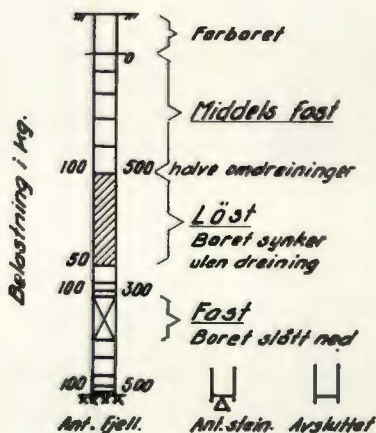 Forboret
0
Middels fast
100 500 halve omdreininger
Löst
Boret synker
uten dreining
50
100 300
Fast
Boret slått ned
100 500
Ant. fjell. Ant. stein. Avsluttet
Belastning i kg.